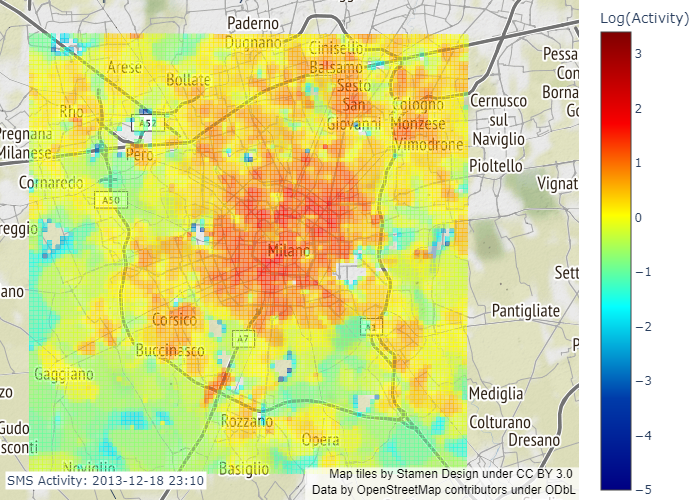 Log(Activity)
Paderno
Dugnano
Cinisello
Balsamo
Arese
Bollate
Sesto
San
Giovanni
Cologno
Monzese
Vimodrone
Rho
A52
Pero
Pregnana
Milanese
Cornaredo
A50
Cernusco
sul
Naviglio
Pioltello
Pessa
Con
Borna
Go
Vignat
reggio
Milano
Sett
ano
Corsico
Buccinasco
A7
A1
Pantigliate
P
Gaggiano
zo
Gudo
sconti
Rozzano
Opera
Noviglio
Basiglio
Mediglia
Colturano
Dresano
3
2
1
0
−1
−2
−3
−4
−5
SMS Activity: 2013-12-18 23:10
Map tiles by Stamen Design under CC BY 3.0
Data by OpenStreetMap contributors under ODbL